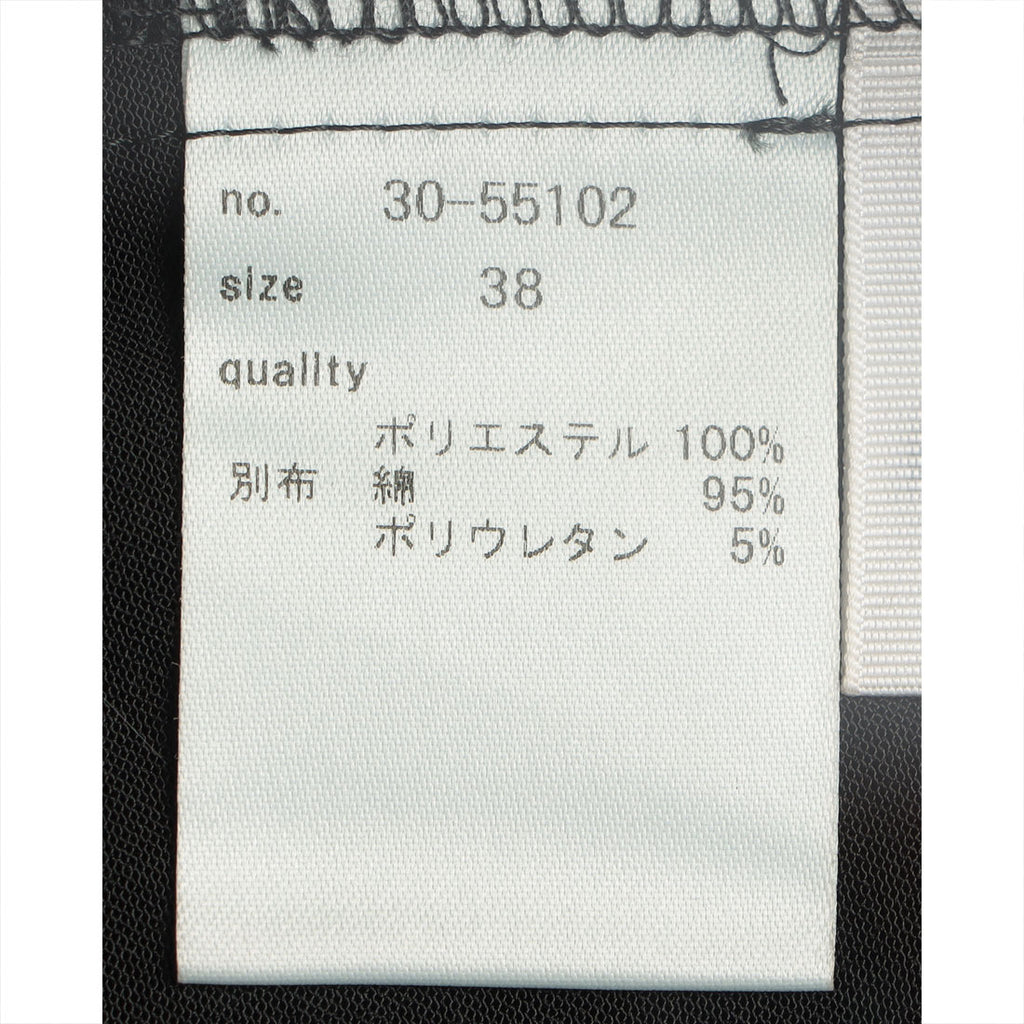 no. 30-55102
size 38
quality
ポリエステル 100%
別布 綿 95%
ポリウレタン 5%